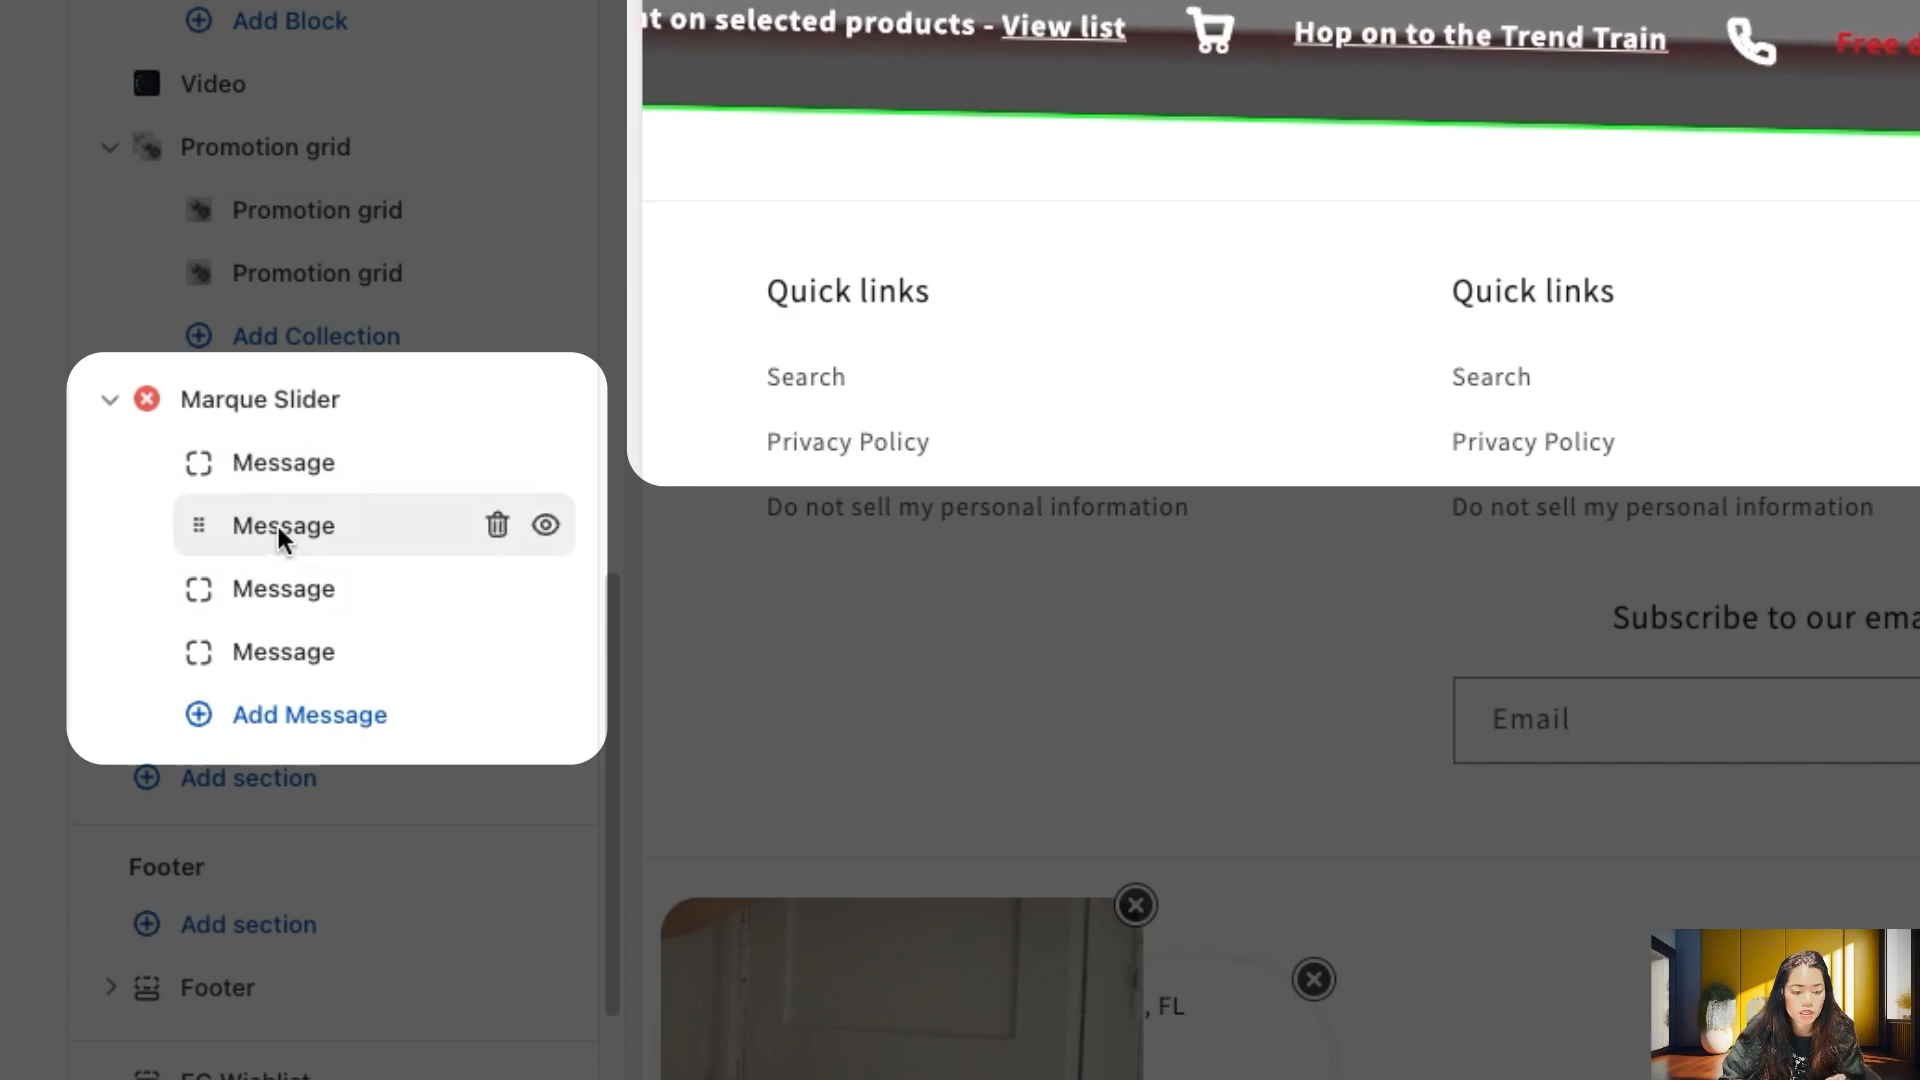 Add Block
Video
Promotion grid
Promotion grid
Promotion grid
Add Collection
Marque Slider
Message
Message
Message
Message
Add Message
Add section
Footer
Add section
Footer
on selected products - View list
Hop on to the Trend Train
Free
Quick links
Search
Privacy Policy
Do not sell my personal information
Quick links
Search
Privacy Policy
Do not sell my personal information
Subscribe to our
Email
, FL